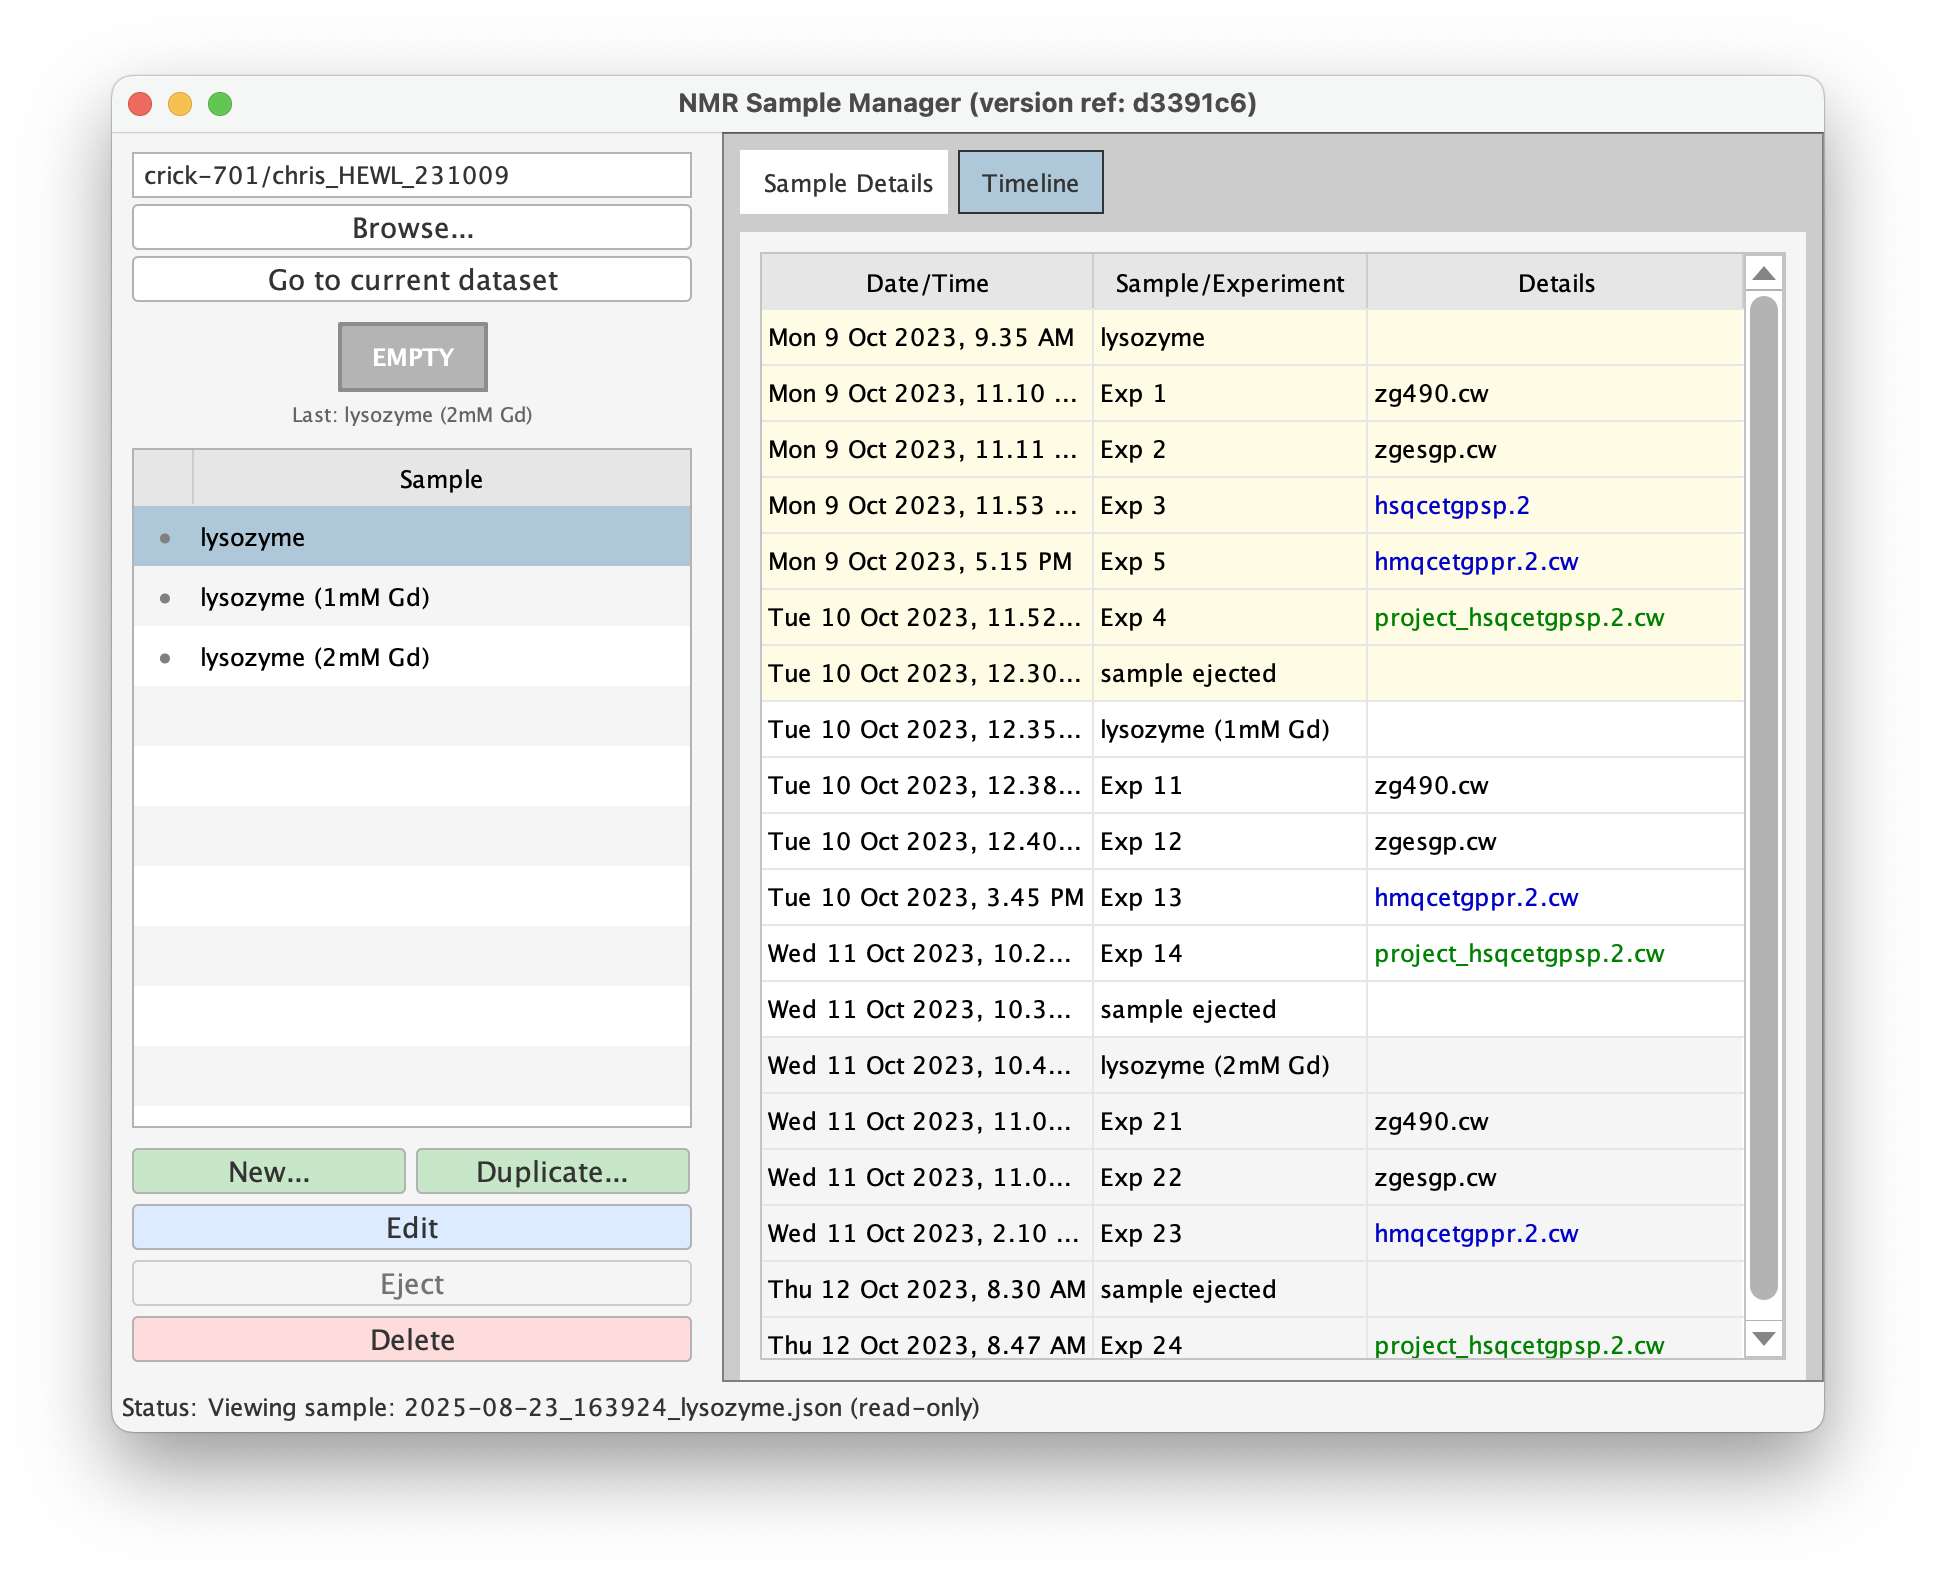 NMR Sample Manager (version ref: d3391c6)
crick-701/chris_HEWL_231009
Browse...
Go to current dataset
EMPTY
Last: lysozyme (2mM Gd)
Sample
lysozyme
lysozyme (1mM Gd)
lysozyme (2mM Gd)
New... Duplicate...
Edit
Eject
Delete
Sample Details Timeline
Date/Time Sample/Experiment Details
Mon 9 Oct 2023, 9.35 AM lysozyme
Mon 9 Oct 2023, 11.10 ... Exp 1 zg490.cw
Mon 9 Oct 2023, 11.11 ... Exp 2 zgesgp.cw
Mon 9 Oct 2023, 11.53 ... Exp 3 hsqcetgpsp.2
Mon 9 Oct 2023, 5.15 PM Exp 5 hmqcetgppr.2.cw
Tue 10 Oct 2023, 11.52... Exp 4 project_hsqcetgpsp.2.cw
Tue 10 Oct 2023, 12.30... sample ejected
Tue 10 Oct 2023, 12.35... lysozyme (1mM Gd)
Tue 10 Oct 2023, 12.38... Exp 11 zg490.cw
Tue 10 Oct 2023, 12.40... Exp 12 zgesgp.cw
Tue 10 Oct 2023, 3.45 PM Exp 13 hmqcetgppr.2.cw
Wed 11 Oct 2023, 10.2... Exp 14 project_hsqcetgpsp.2.cw
Wed 11 Oct 2023, 10.3... sample ejected
Wed 11 Oct 2023, 10.4... lysozyme (2mM Gd)
Wed 11 Oct 2023, 11.0... Exp 21 zg490.cw
Wed 11 Oct 2023, 11.0... Exp 22 zgesgp.cw
Wed 11 Oct 2023, 2.10 ... Exp 23 hmqcetgppr.2.cw
Thu 12 Oct 2023, 8.30 AM sample ejected
Thu 12 Oct 2023, 8.47 AM Exp 24 project_hsqcetgpsp.2.cw
Status: Viewing sample: 2025-08-23_163924_lysozyme.json (read-only)